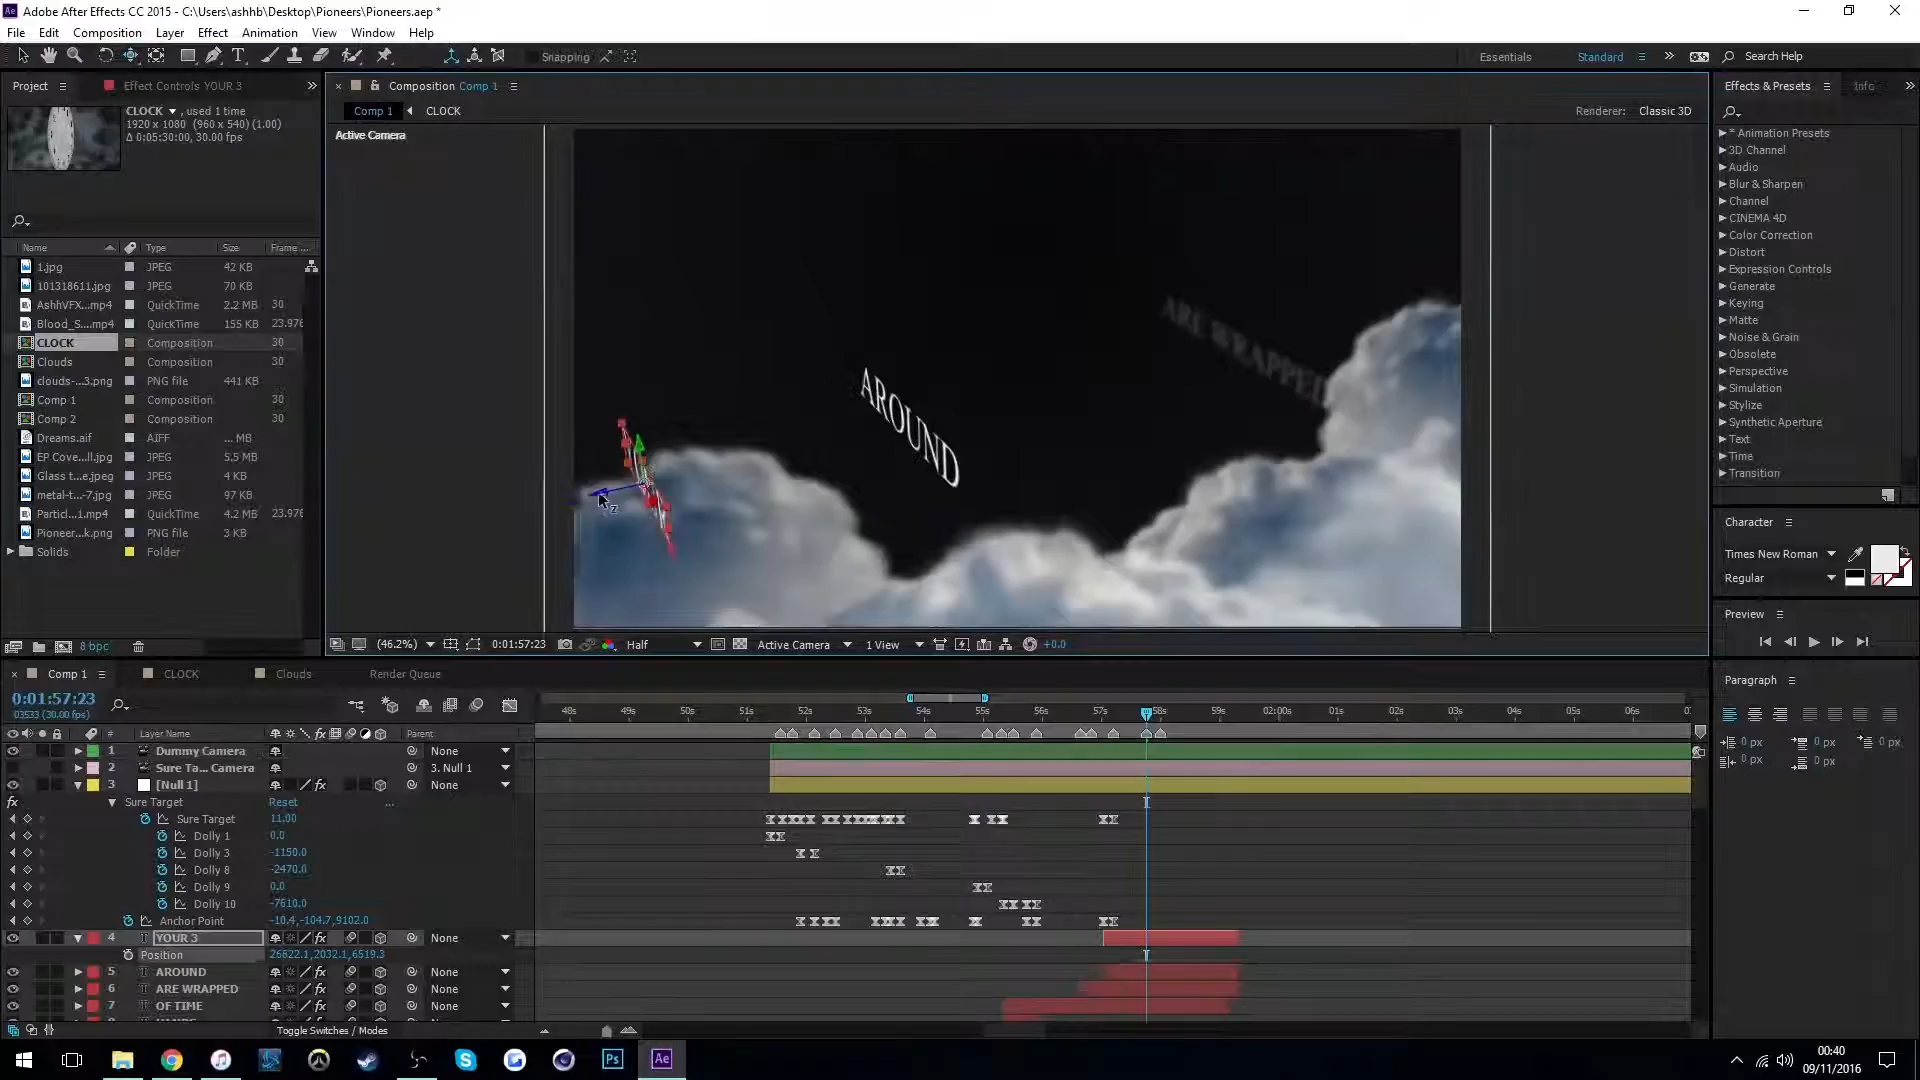 Adobe After Effects CC 2015 - C:\Users\ashhb\Desktop\Pioneers\Pioneers.aep *
File Edit Composition Layer Effect Animation View Window Help
Snapping
Essentials Standard Search Help
Project Effect Controls YOUR 3
Composition Comp 1
Effects & Presets Info
CLOCK , used 1 time
1920 x 1080 (960 x 540) (1.00)
Δ 0:05:30:00, 30.00 fps
Comp 1 CLOCK
Renderer: Classic 3D
Active Camera
Name Type Size Frame ...
1.jpg JPEG 42 KB
101318611.jpg JPEG 70 KB
AshhVFX...mp4 QuickTime 2.2 MB 30
Blood_S....mp4 QuickTime 155 KB 23.976
CLOCK Composition 30
Clouds Composition 30
clouds-...3.png PNG file 441 KB
Comp 1 Composition 30
Comp 2 Composition 30
Dreams.aif AIFF ... MB
EP Cove...ll.jpg JPEG 5.5 MB
Glass t...e.jpeg JPEG 4 KB
metal-t...-7.jpg JPEG 97 KB
Particl...1.mp4 QuickTime 4.2 MB 23.976
Pioneer...k.png PNG file 3 KB
Solids Folder
8 bpc
ARE WRAPPED
AROUND
z
(46.2%) 0:01:57:23 Half Active Camera 1 View +0.0
* Animation Presets
3D Channel
Audio
Blur & Sharpen
Channel
CINEMA 4D
Color Correction
Distort
Expression Controls
Generate
Keying
Matte
Noise & Grain
Obsolete
Perspective
Simulation
Stylize
Synthetic Aperture
Text
Time
Transition
Character
Times New Roman
Regular
Preview
Paragraph
0 px 0 px 0 px
0 px 0 px
Comp 1 CLOCK Clouds Render Queue
0:01:57:23
03533 (30.00 fps)
48s 49s 50s 51s 52s 53s 54s 55s 56s 57s 58s 59s 02:00s 01s 02s 03s 04s 05s 06s
# Layer Name Parent
1 Dummy Camera None
2 Sure Ta... Camera 3. Null 1
3 [Null 1] None
fx Sure Target Reset ...
Sure Target 11.00
Dolly 1 0.0
Dolly 3 -1150.0
Dolly 8 -2470.0
Dolly 9 0.0
Dolly 10 -7610.0
Anchor Point -10.4,-104.7,9102.0
4 T YOUR 3 None
Position 26622.1,2032.1,6519.3
5 T AROUND None
6 T ARE WRAPPED None
7 T OF TIME None
Toggle Switches / Modes
Ps Ae
00:40
09/11/2016